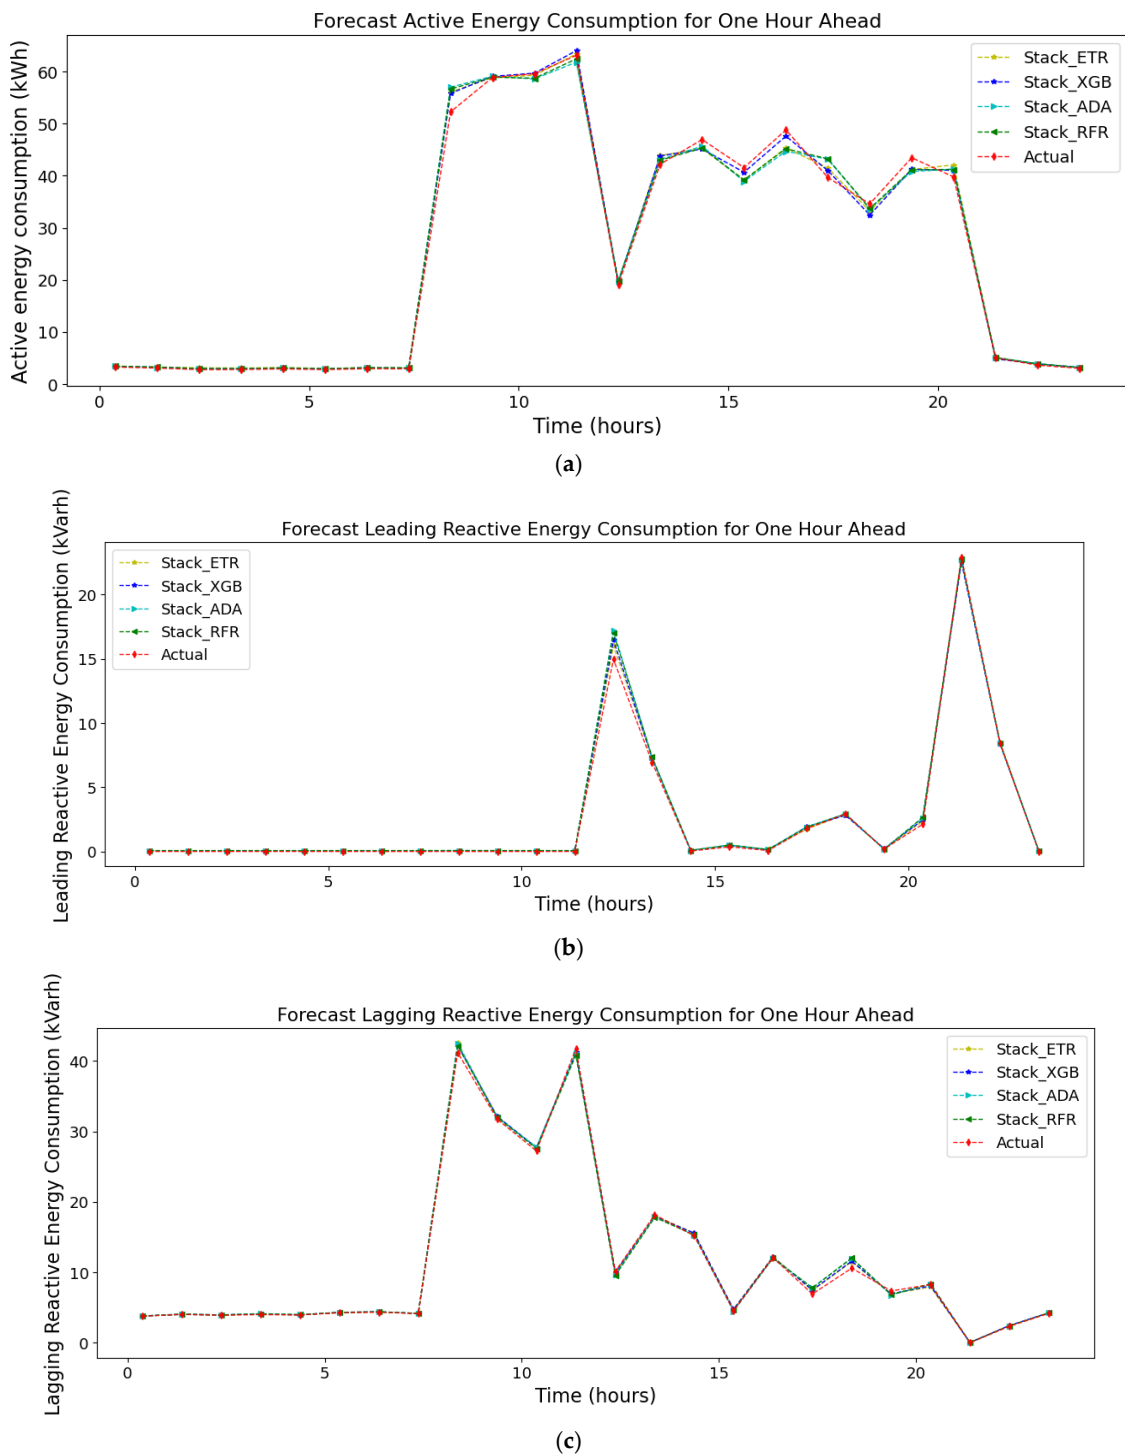 Forecast Active Energy Consumption for One Hour Ahead
Active energy consumption (kWh)
60
50
40
30
20
10
0
Stack_ETR
Stack_XGB
Stack_ADA
Stack_RFR
Actual
0 5 10 15 20
Time (hours)
(a)
Forecast Leading Reactive Energy Consumption for One Hour Ahead
Leading Reactive Energy Consumption (kVarh)
20
15
10
5
0
Stack_ETR
Stack_XGB
Stack_ADA
Stack_RFR
Actual
0 5 10 15 20
Time (hours)
(b)
Forecast Lagging Reactive Energy Consumption for One Hour Ahead
Lagging Reactive Energy Consumption (kVarh)
40
30
20
10
0
Stack_ETR
Stack_XGB
Stack_ADA
Stack_RFR
Actual
0 5 10 15 20
Time (hours)
(c)